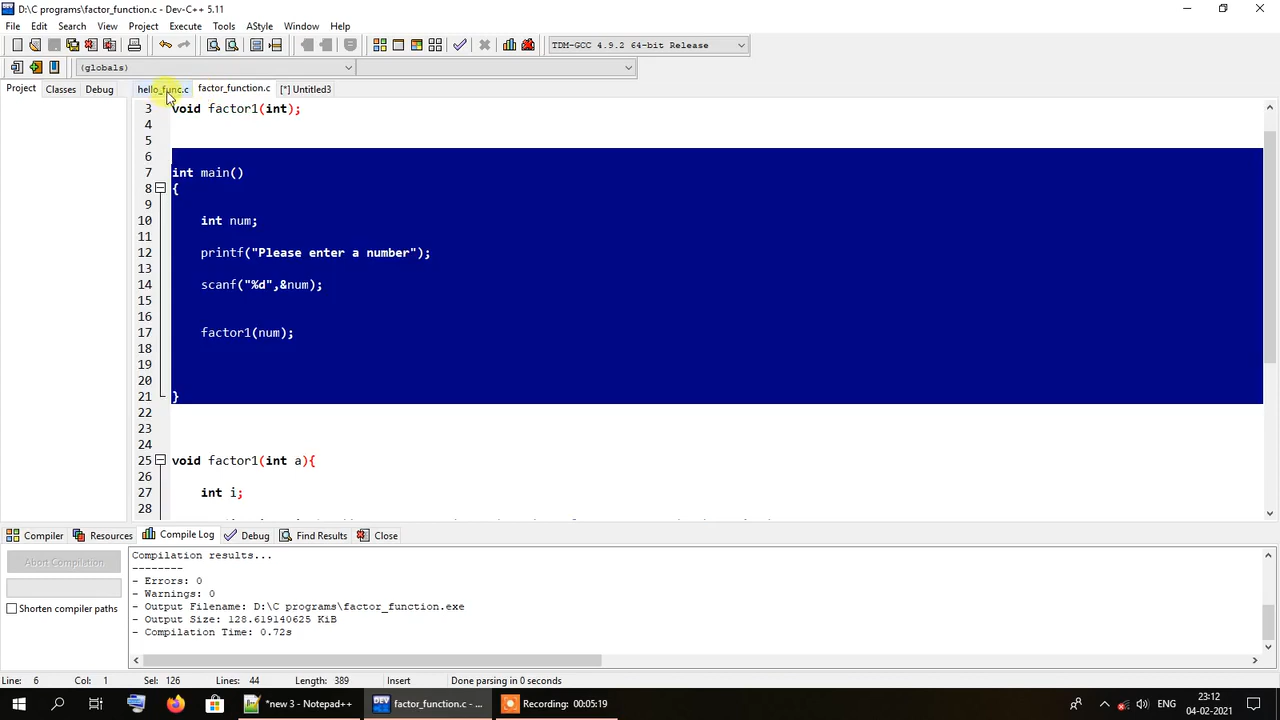 D:\C programs\factor_function.c - Dev-C++ 5.11
File Edit Search View Project Execute Tools AStyle Window Help
TDM-GCC 4.9.2 64-bit Release
(globals)
Project Classes Debug hello_func.c factor_function.c [*] Untitled3
3 void factor1(int);
4
5
6
7 int main()
8 {
9
10 int num;
11
12 printf("Please enter a number");
13
14 scanf("%d",&num);
15
16
17 factor1(num);
18
19
20
21 }
22
23
24
25 void factor1(int a){
26
27 int i;
28
Compiler Resources Compile Log Debug Find Results Close
Abort Compilation
Shorten compiler paths
Compilation results...
--------
- Errors: 0
- Warnings: 0
- Output Filename: D:\C programs\factor_function.exe
- Output Size: 128.619140625 KiB
- Compilation Time: 0.72s
Line: 6 Col: 1 Sel: 126 Lines: 44 Length: 389 Insert Done parsing in 0 seconds
*new 3 - Notepad++ factor_function.c - ... Recording: 00:05:19 ENG
23:12
04-02-2021